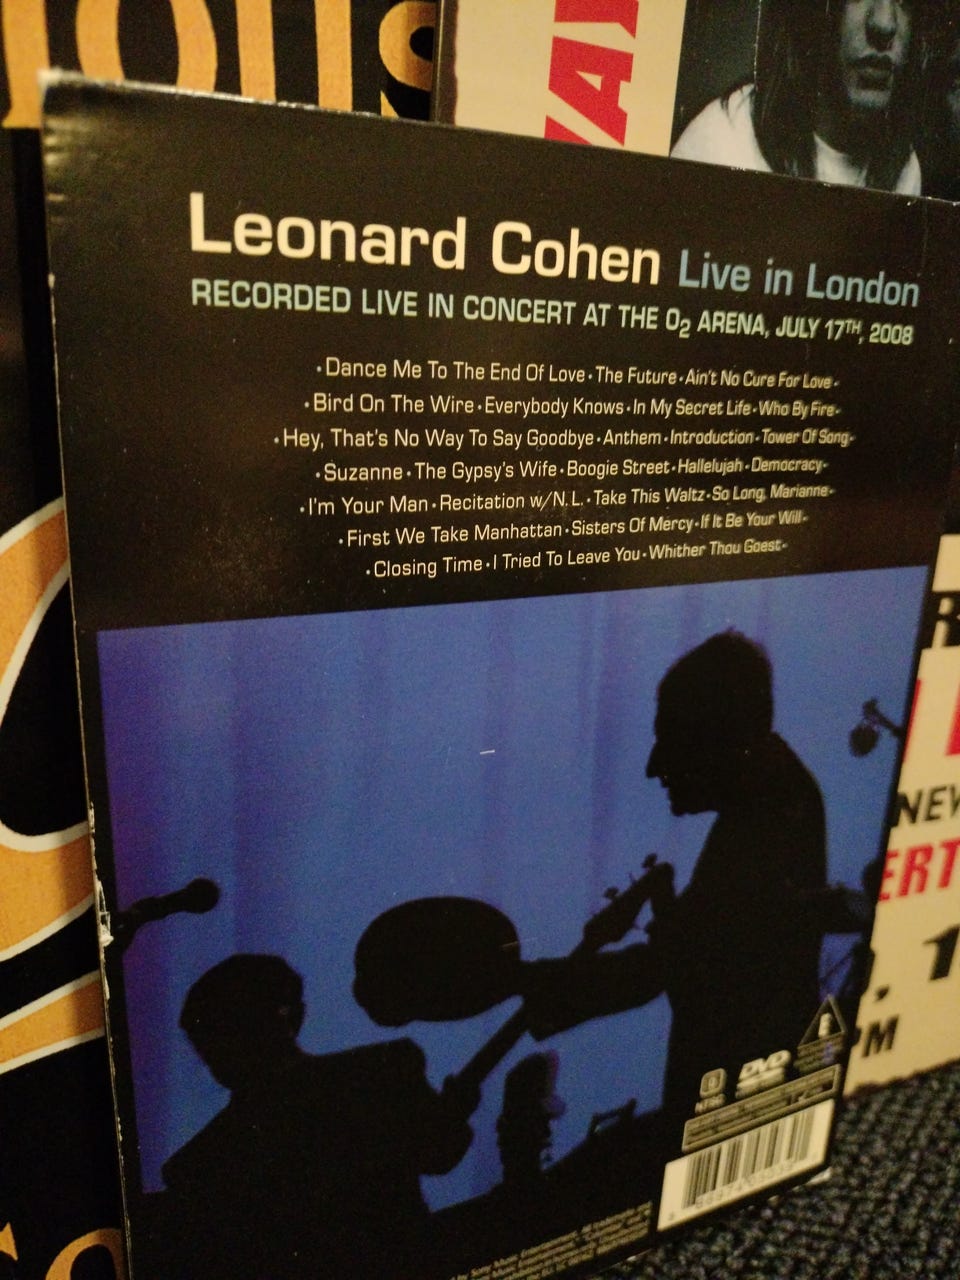 Leonard Cohen Live in London
RECORDED LIVE IN CONCERT AT THE O2 ARENA, JULY 17TH, 2008
•Dance Me To The End Of Love•The Future•Ain't No Cure For Love•
•Bird On The Wire•Everybody Knows•In My Secret Life•Who By Fire•
•Hey, That's No Way To Say Goodbye•Anthem•Introduction•Tower Of Song•
•Suzanne•The Gypsy's Wife•Boogie Street•Hallelujah•Democracy•
•I'm Your Man•Recitation w/N.L.•Take This Waltz•So Long, Marianne•
•First We Take Manhattan•Sisters Of Mercy•If It Be Your Will•
•Closing Time•I Tried To Leave You•Whither Thou Goest•
NEW
ERT
PM
NTSC
DVD